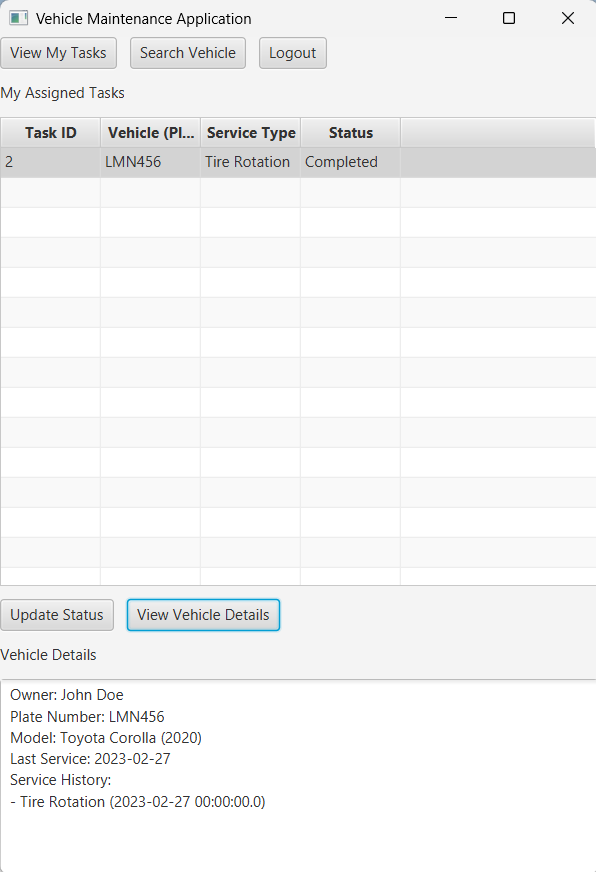 Vehicle Maintenance Application
View My Tasks Search Vehicle Logout
My Assigned Tasks
Task ID Vehicle (Pl... Service Type Status
2 LMN456 Tire Rotation Completed
Update Status View Vehicle Details
Vehicle Details
Owner: John Doe
Plate Number: LMN456
Model: Toyota Corolla (2020)
Last Service: 2023-02-27
Service History:
- Tire Rotation (2023-02-27 00:00:00.0)